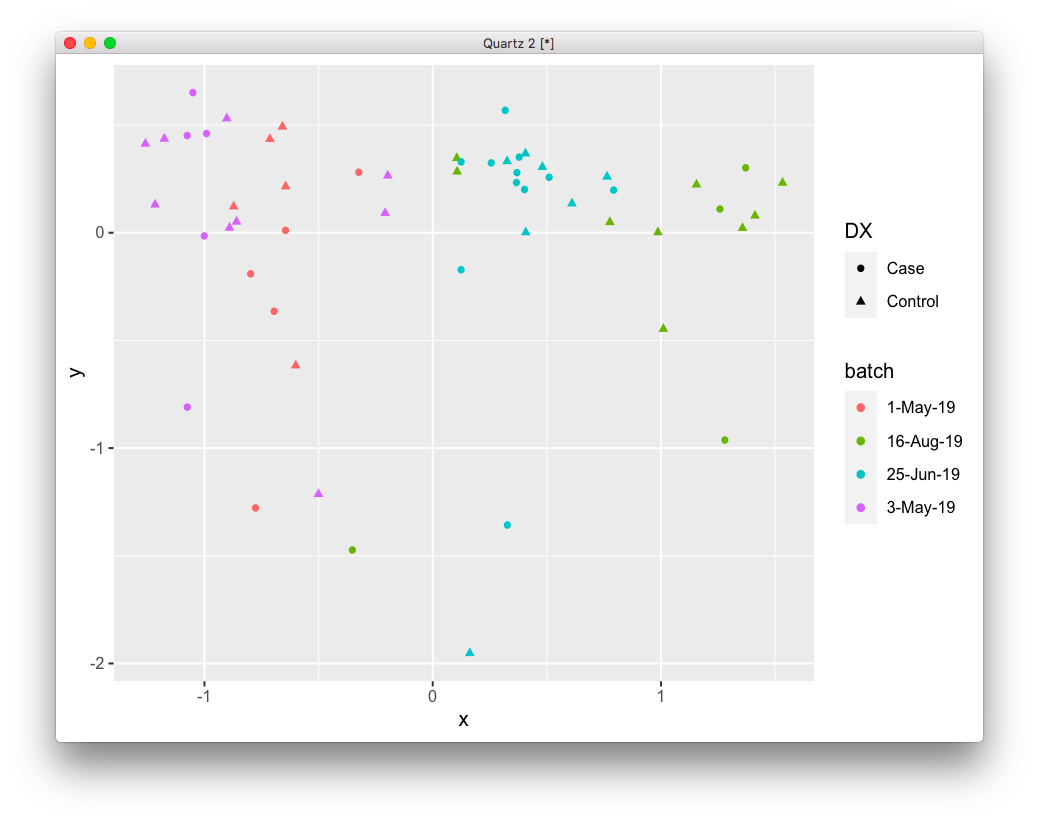 Quartz 2 [*]
0
-1
-2
y
-1
0
1
x
DX
Case
Control
batch
1-May-19
16-Aug-19
25-Jun-19
3-May-19